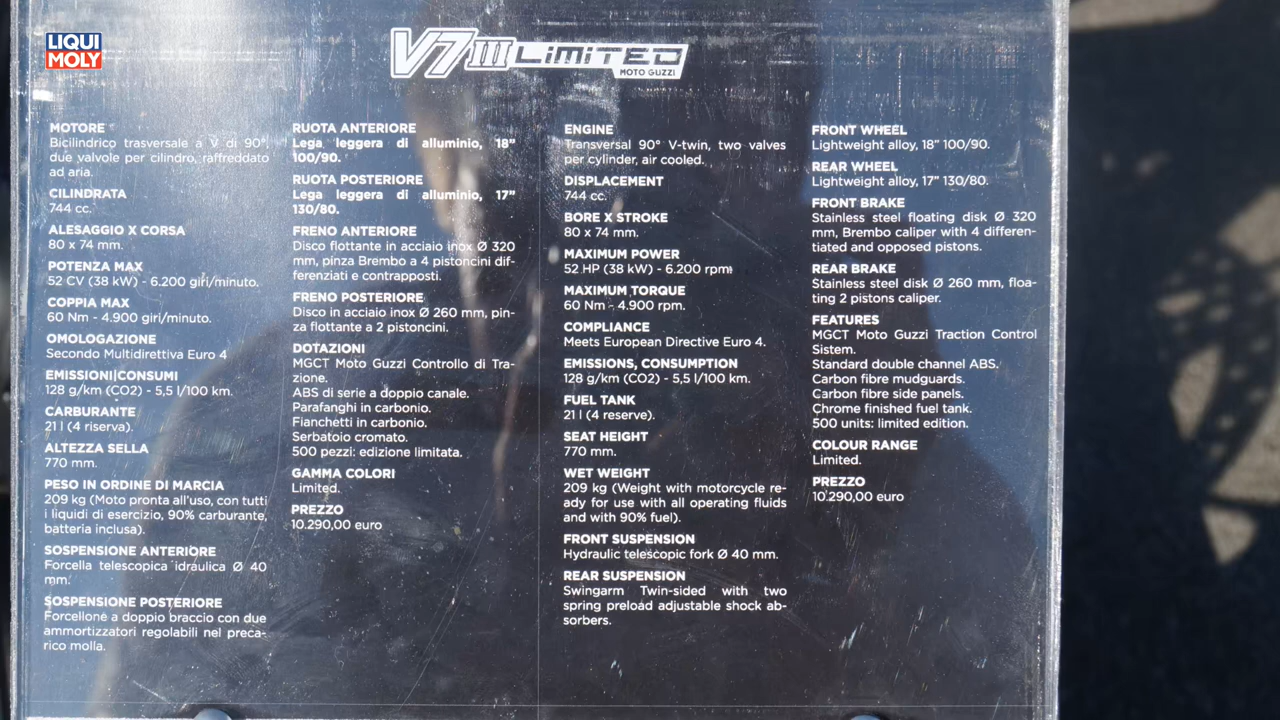 LIQUI
MOLY
V7 III LIMITED
MOTO GUZZI
MOTORE
Bicilindrico trasversale a V di 90°,
due valvole per cilindro, raffreddato
ad aria.
CILINDRATA
744 cc.
ALESAGGIO X CORSA
80 x 74 mm.
POTENZA MAX
52 CV (38 kW) - 6.200 giri/minuto.
COPPIA MAX
60 Nm - 4.900 giri/minuto.
OMOLOGAZIONE
Secondo Multidirettiva Euro 4
EMISSIONI|CONSUMI
128 g/km (CO2) - 5,5 l/100 km.
CARBURANTE
21 l (4 riserva).
ALTEZZA SELLA
770 mm.
PESO IN ORDINE DI MARCIA
209 kg (Moto pronta all'uso, con tutti
i liquidi di esercizio, 90% carburante,
batteria inclusa).
SOSPENSIONE ANTERIORE
Forcella telescopica idraulica Ø 40
mm.
SOSPENSIONE POSTERIORE
Forcellone a doppio braccio con due
ammortizzatori regolabili nel preca-
rico molla.
RUOTA ANTERIORE
Lega leggera di alluminio, 18”
100/90.
RUOTA POSTERIORE
Lega leggera di alluminio, 17”
130/80.
FRENO ANTERIORE
Disco flottante in acciaio inox Ø 320
mm, pinza Brembo a 4 pistoncini dif-
ferenziati e contrapposti.
FRENO POSTERIORE
Disco in acciaio inox Ø 260 mm, pin-
za flottante a 2 pistoncini.
DOTAZIONI
MGCT Moto Guzzi Controllo di Tra-
zione.
ABS di serie a doppio canale.
Parafanghi in carbonio.
Fianchetti in carbonio.
Serbatoio cromato.
500 pezzi: edizione limitata.
GAMMA COLORI
Limited.
PREZZO
10.290,00 euro
ENGINE
Transversal 90° V-twin, two valves
per cylinder, air cooled.
DISPLACEMENT
744 cc.
BORE X STROKE
80 x 74 mm.
MAXIMUM POWER
52 HP (38 kW) - 6.200 rpm.
MAXIMUM TORQUE
60 Nm - 4.900 rpm.
COMPLIANCE
Meets European Directive Euro 4.
EMISSIONS, CONSUMPTION
128 g/km (CO2) - 5,5 l/100 km.
FUEL TANK
21 l (4 reserve).
SEAT HEIGHT
770 mm.
WET WEIGHT
209 kg (Weight with motorcycle re-
ady for use with all operating fluids
and with 90% fuel).
FRONT SUSPENSION
Hydraulic telescopic fork Ø 40 mm.
REAR SUSPENSION
Swingarm Twin-sided with two
spring preload adjustable shock ab-
sorbers.
FRONT WHEEL
Lightweight alloy, 18” 100/90.
REAR WHEEL
Lightweight alloy, 17” 130/80.
FRONT BRAKE
Stainless steel floating disk Ø 320
mm, Brembo caliper with 4 differen-
tiated and opposed pistons.
REAR BRAKE
Stainless steel disk Ø 260 mm, floa-
ting 2 pistons caliper.
FEATURES
MGCT Moto Guzzi Traction Control
Sistem.
Standard double channel ABS.
Carbon fibre mudguards.
Carbon fibre side panels.
Chrome finished fuel tank.
500 units: limited edition.
COLOUR RANGE
Limited.
PREZZO
10.290,00 euro